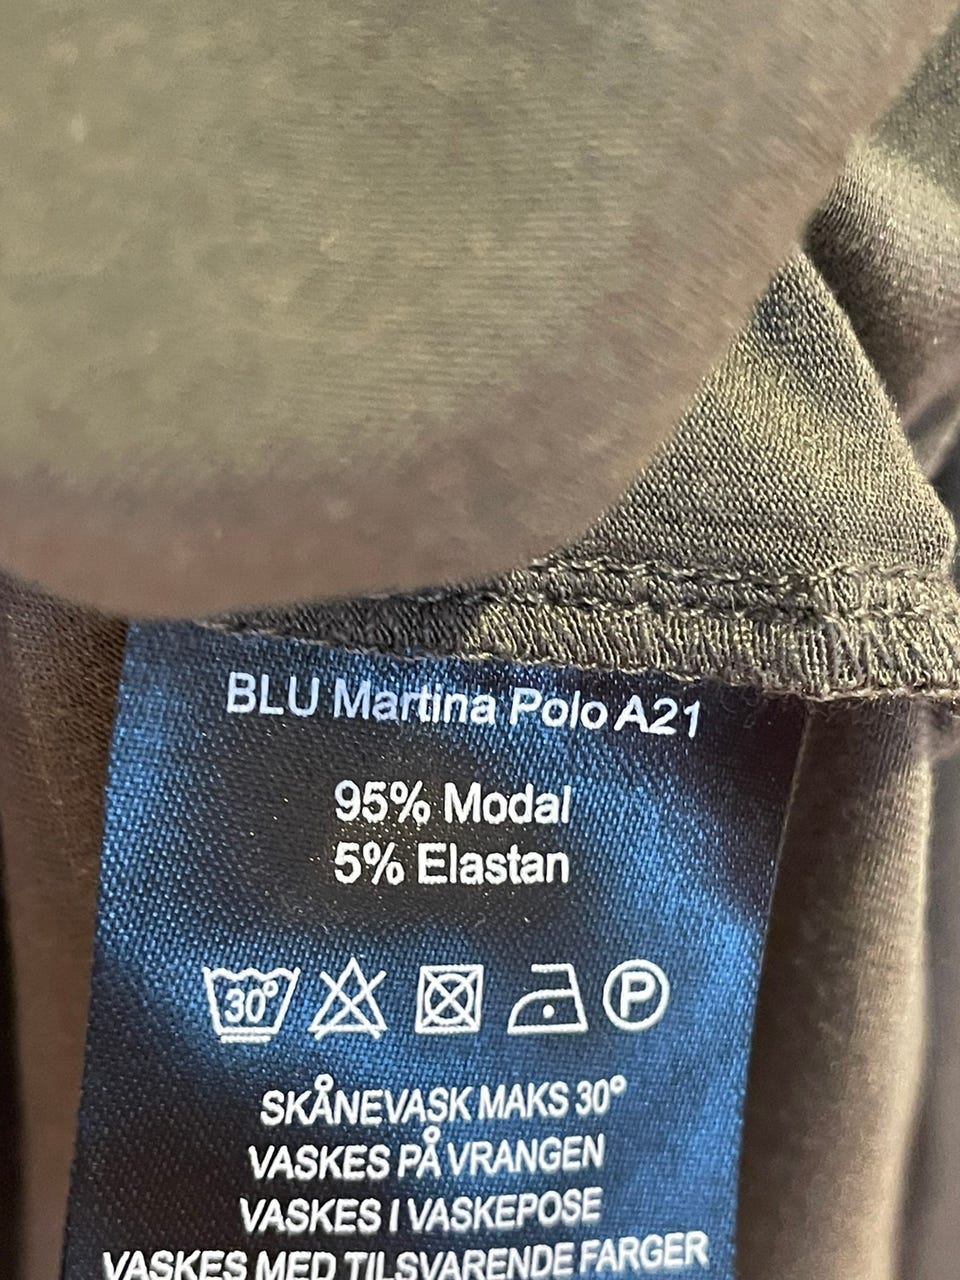 BLU Martina Polo A21
95% Modal
5% Elastan
30°
P
SKÅNEVASK MAKS 30°
VASKES PÅ VRANGEN
VASKES I VASKEPOSE
VASKES MED TILSVARENDE FARGER